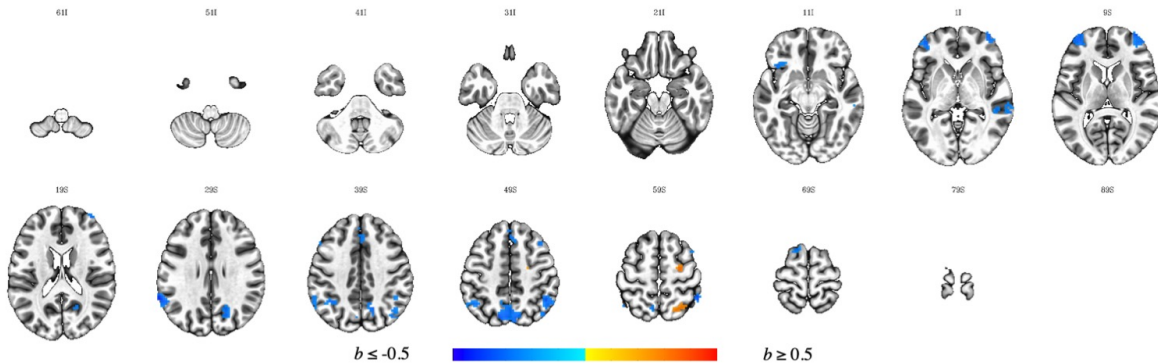 61I 51I 41I 31I 21I 11I 1I 9S
19S 29S 39S 49S 59S 69S 79S 89S
b ≤ -0.5 b ≥ 0.5